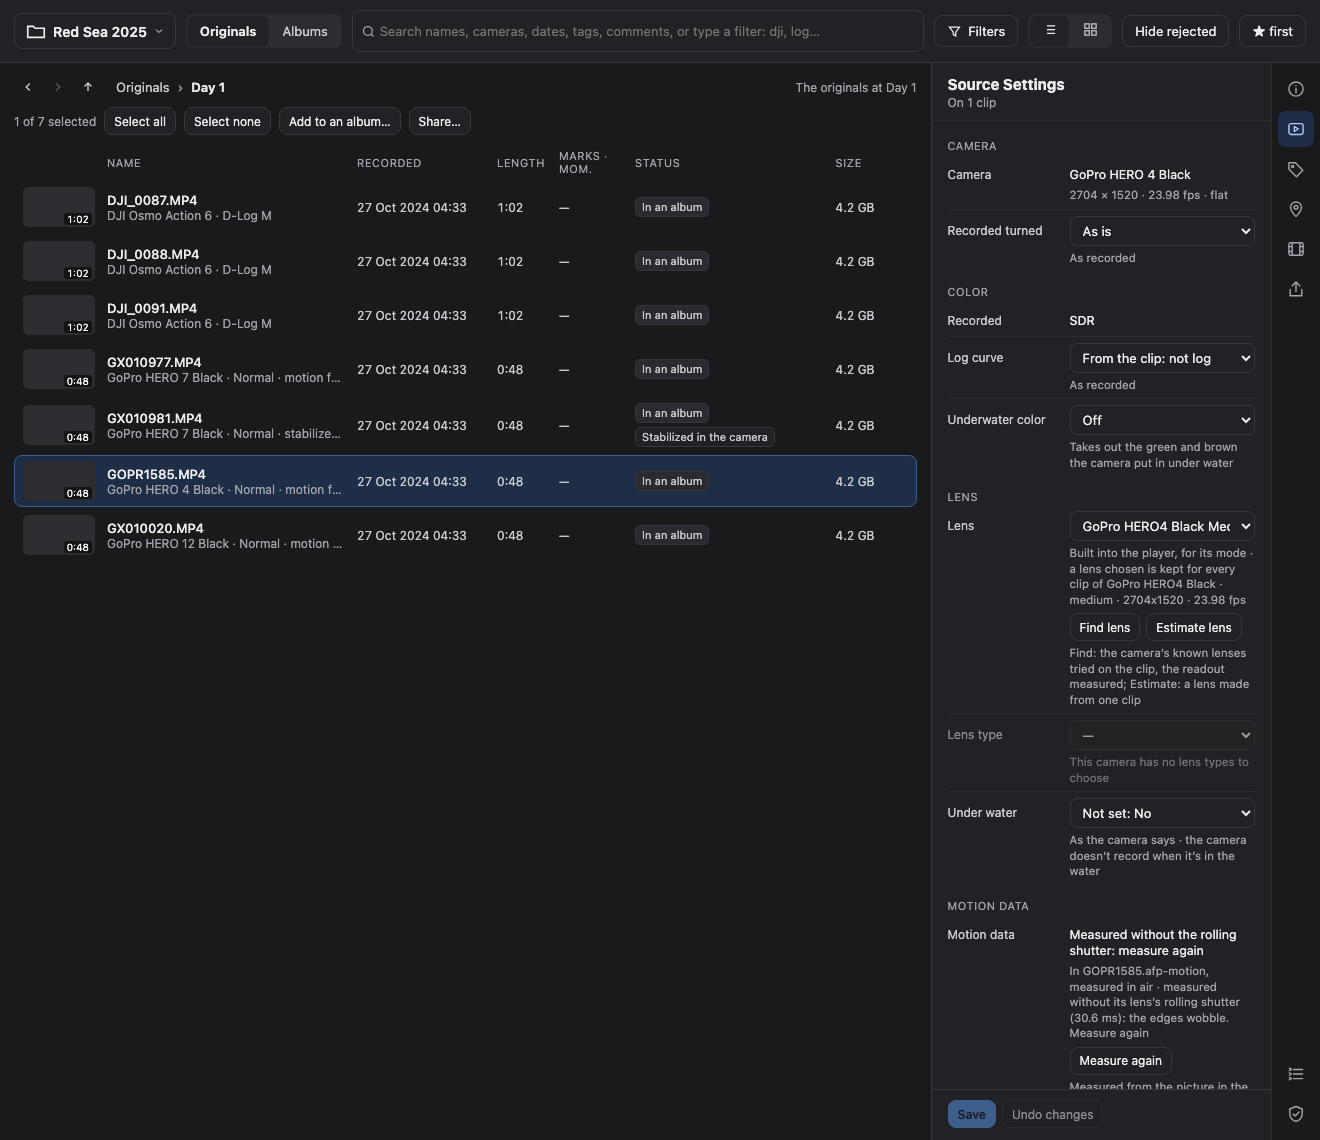 Red Sea 2025
Originals
Albums
Search names, cameras, dates, tags, comments, or type a filter: dji, log...
Filters
Hide rejected
★ first
Originals › Day 1
The originals at Day 1
1 of 7 selected
Select all
Select none
Add to an album...
Share...
NAME
RECORDED
LENGTH
MARKS ·
MOM.
STATUS
SIZE
1:02
DJI_0087.MP4
DJI Osmo Action 6 · D-Log M
27 Oct 2024 04:33
1:02
—
In an album
4.2 GB
1:02
DJI_0088.MP4
DJI Osmo Action 6 · D-Log M
27 Oct 2024 04:33
1:02
—
In an album
4.2 GB
1:02
DJI_0091.MP4
DJI Osmo Action 6 · D-Log M
27 Oct 2024 04:33
1:02
—
In an album
4.2 GB
0:48
GX010977.MP4
GoPro HERO 7 Black · Normal · motion f...
27 Oct 2024 04:33
0:48
—
In an album
4.2 GB
0:48
GX010981.MP4
GoPro HERO 7 Black · Normal · stabilize...
27 Oct 2024 04:33
0:48
—
In an album
Stabilized in the camera
4.2 GB
0:48
GOPR1585.MP4
GoPro HERO 4 Black · Normal · motion f...
27 Oct 2024 04:33
0:48
—
In an album
4.2 GB
0:48
GX010020.MP4
GoPro HERO 12 Black · Normal · motion ...
27 Oct 2024 04:33
0:48
—
In an album
4.2 GB
Source Settings
On 1 clip
CAMERA
Camera
GoPro HERO 4 Black
2704 × 1520 · 23.98 fps · flat
Recorded turned
As is
As recorded
COLOR
Recorded
SDR
Log curve
From the clip: not log
As recorded
Underwater color
Off
Takes out the green and brown
the camera put in under water
LENS
Lens
GoPro HERO4 Black Med
Built into the player, for its mode ·
a lens chosen is kept for every
clip of GoPro HERO4 Black ·
medium · 2704x1520 · 23.98 fps
Find lens
Estimate lens
Find: the camera's known lenses
tried on the clip, the readout
measured; Estimate: a lens made
from one clip
Lens type
—
This camera has no lens types to
choose
Under water
Not set: No
As the camera says · the camera
doesn't record when it's in the
water
MOTION DATA
Motion data
Measured without the rolling
shutter: measure again
In GOPR1585.afp-motion,
measured in air · measured
without its lens's rolling shutter
(30.6 ms): the edges wobble.
Measure again
Measure again
Measured from the picture in the
Save
Undo changes